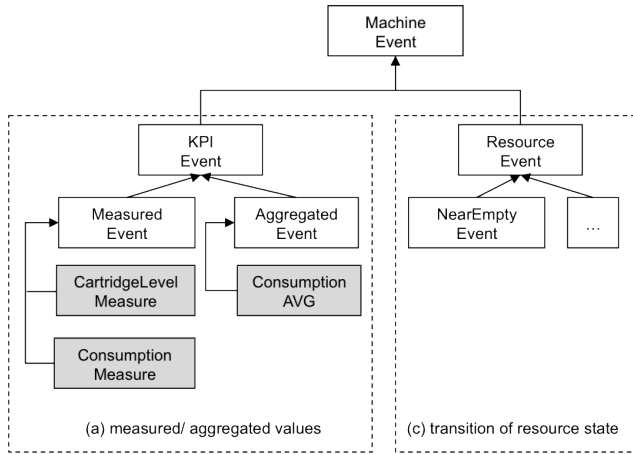 Machine
Event
KPI
Event
Resource
Event
Measured
Event
Aggregated
Event
NearEmpty
Event
...
CartridgeLevel
Measure
Consumption
AVG
Consumption
Measure
(a) measured/ aggregated values
(c) transition of resource state